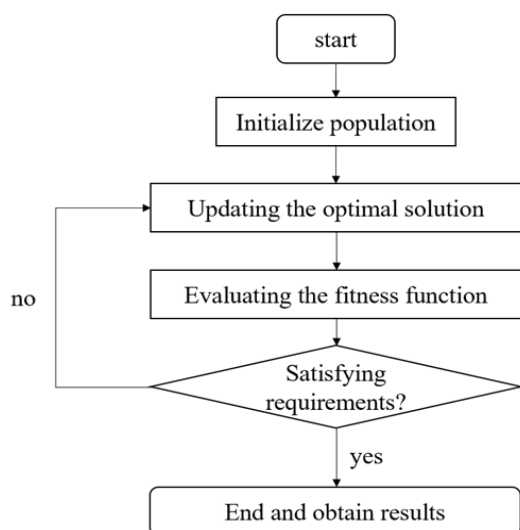 start
Initialize population
Updating the optimal solution
Evaluating the fitness function
no
Satisfying
requirements?
yes
End and obtain results